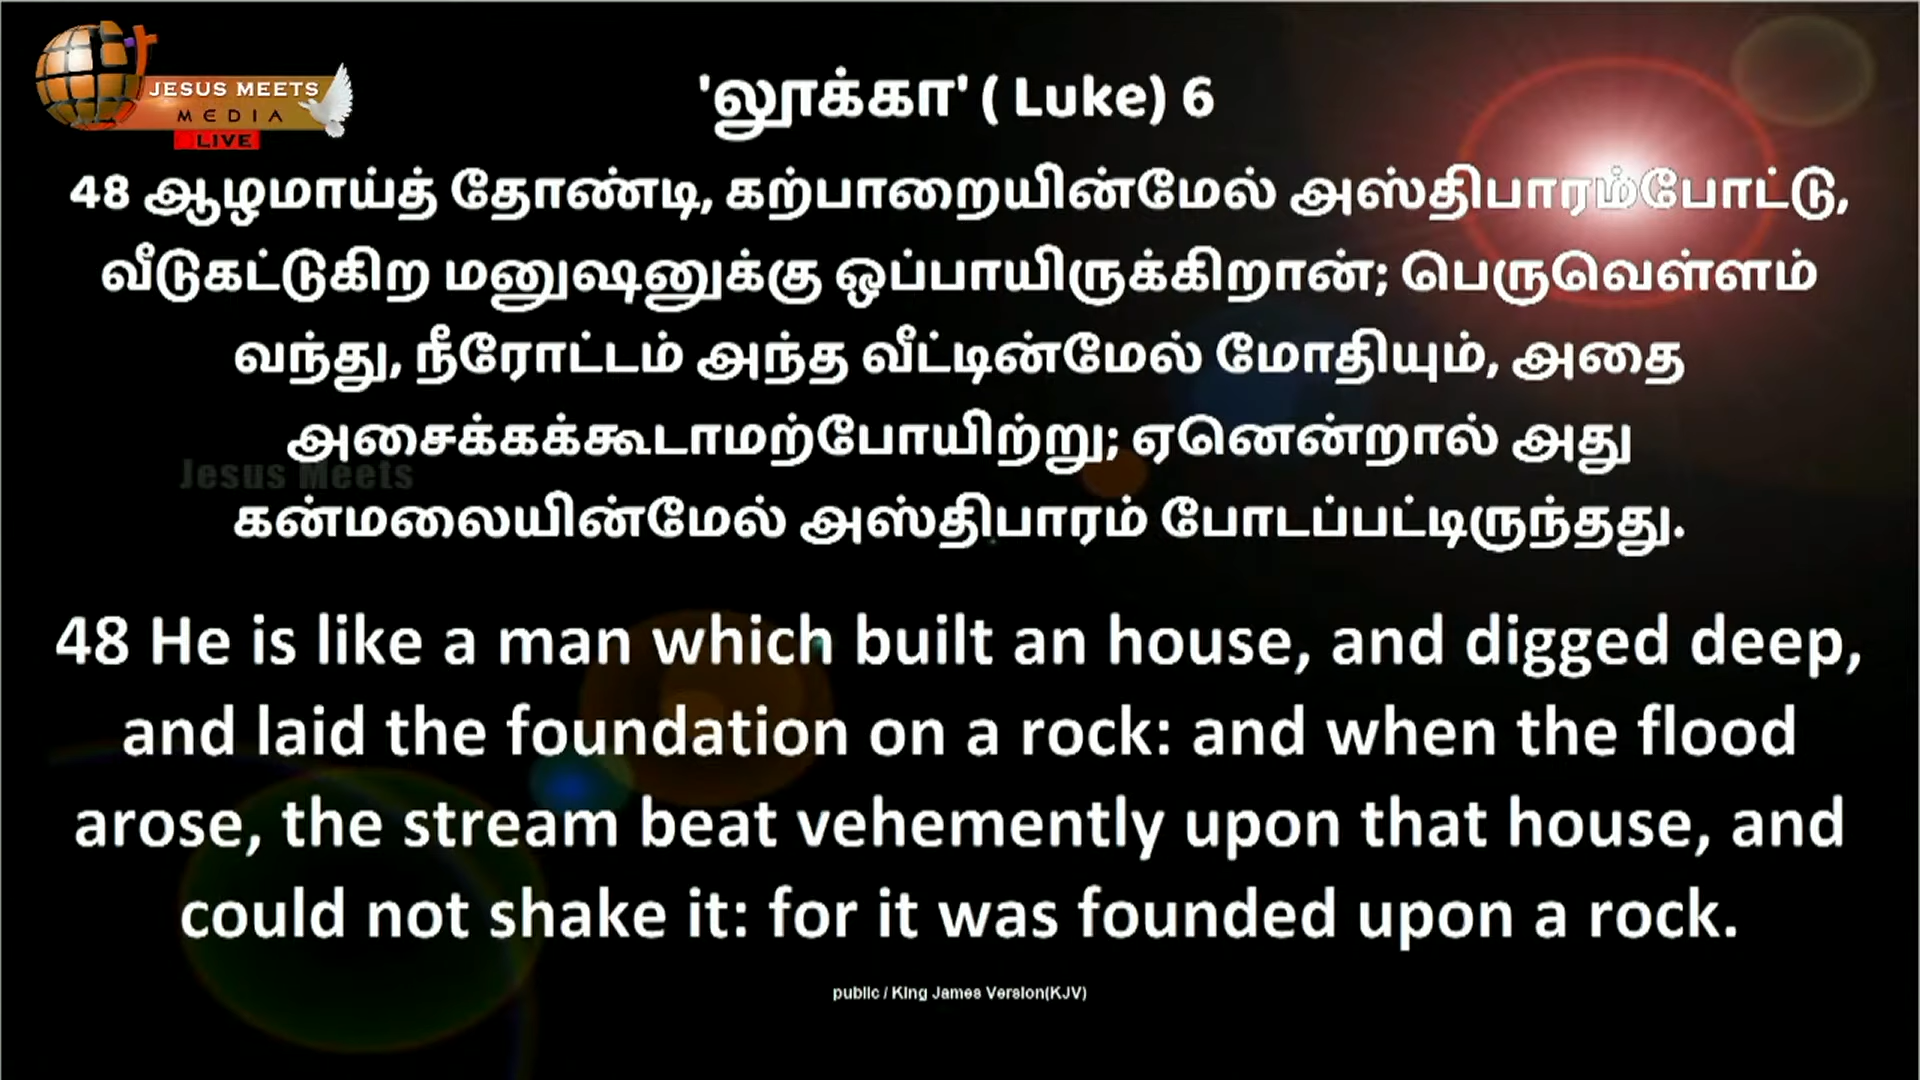 JESUS MEETS
MEDIA
LIVE
'லூக்கா' ( Luke) 6
48 ஆழமாய்த் தோண்டி, கற்பாறையின்மேல் அஸ்திபாரம்போட்டு,
வீடுகட்டுகிற மனுஷனுக்கு ஒப்பாயிருக்கிறான்; பெருவெள்ளம்
வந்து, நீரோட்டம் அந்த வீட்டின்மேல் மோதியும், அதை
அசைக்கக்கூடாமற்போயிற்று; ஏனென்றால் அது
Jesus Meets
கன்மலையின்மேல் அஸ்திபாரம் போடப்பட்டிருந்தது.
48 He is like a man which built an house, and digged deep,
and laid the foundation on a rock: and when the flood
arose, the stream beat vehemently upon that house, and
could not shake it: for it was founded upon a rock.
public / King James Version(KJV)